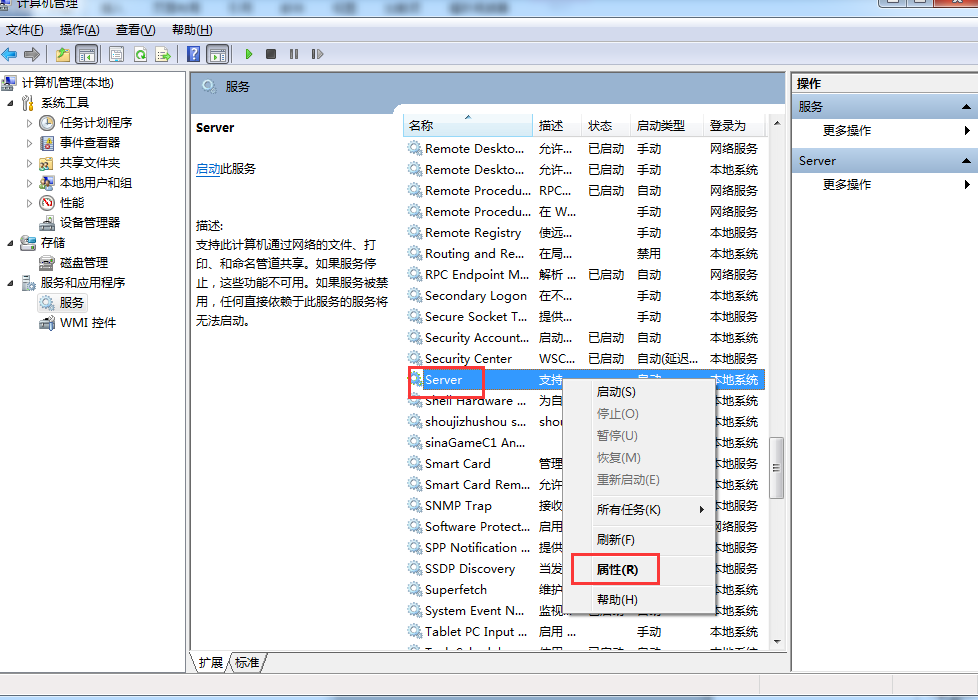 计算机管理
文件(F) 操作(A) 查看(V) 帮助(H)
计算机管理(本地)
系统工具
任务计划程序
事件查看器
共享文件夹
本地用户和组
性能
设备管理器
存储
磁盘管理
服务和应用程序
服务
WMI 控件
服务
Server
启动此服务
描述:
支持此计算机通过网络的文件、打
印、和命名管道共享。如果服务停
止，这些功能不可用。如果服务被禁
用，任何直接依赖于此服务的服务将
无法启动。
名称 描述 状态 启动类型 登录为
Remote Deskto... 允许... 已启动 手动 网络服务
Remote Deskto... 允许... 已启动 手动 本地系统
Remote Procedu... RPC... 已启动 自动 网络服务
Remote Procedu... 在 W... 手动 网络服务
Remote Registry 使远... 手动 本地服务
Routing and Re... 在局... 禁用 本地系统
RPC Endpoint M... 解析 ... 已启动 自动 网络服务
Secondary Logon 在不... 手动 本地系统
Secure Socket T... 提供... 手动 本地服务
Security Account... 启动... 已启动 自动 本地系统
Security Center WSC... 已启动 自动(延迟... 本地服务
Server 支持 自动 本地系统
Shell Hardware ... 为自 本地系统
shoujizhushou s... shou 本地系统
sinaGameC1 An... 本地系统
Smart Card 管理 本地服务
Smart Card Rem... 允许 本地系统
SNMP Trap 接收 本地服务
Software Protect... 启用 网络服务
SPP Notification ... 提供 本地服务
SSDP Discovery 当发 本地服务
Superfetch 维护 本地系统
System Event N... 监视... 已启动 自动 本地系统
Tablet PC Input ... 启用 ... 手动 本地系统
启动(S)
停止(O)
暂停(U)
恢复(M)
重新启动(E)
所有任务(K)
刷新(F)
属性(R)
帮助(H)
扩展 标准
操作
服务
更多操作
Server
更多操作